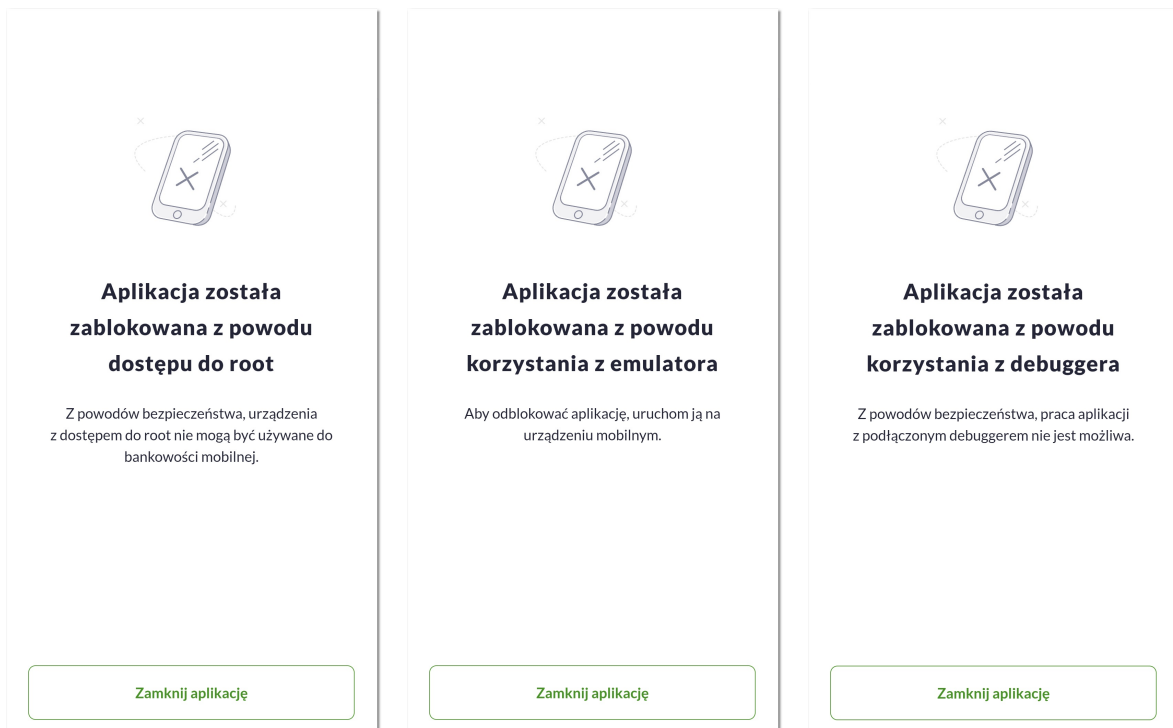 Aplikacja została
zablokowana z powodu
dostępu do root
Z powodów bezpieczeństwa, urządzenia
z dostępem do root nie mogą być używane do
bankowości mobilnej.
Zamknij aplikację
Aplikacja została
zablokowana z powodu
korzystania z emulatora
Aby odblokować aplikację, uruchom ją na
urządzeniu mobilnym.
Zamknij aplikację
Aplikacja została
zablokowana z powodu
korzystania z debuggera
Z powodów bezpieczeństwa, praca aplikacji
z podłączonym debuggerem nie jest możliwa.
Zamknij aplikację